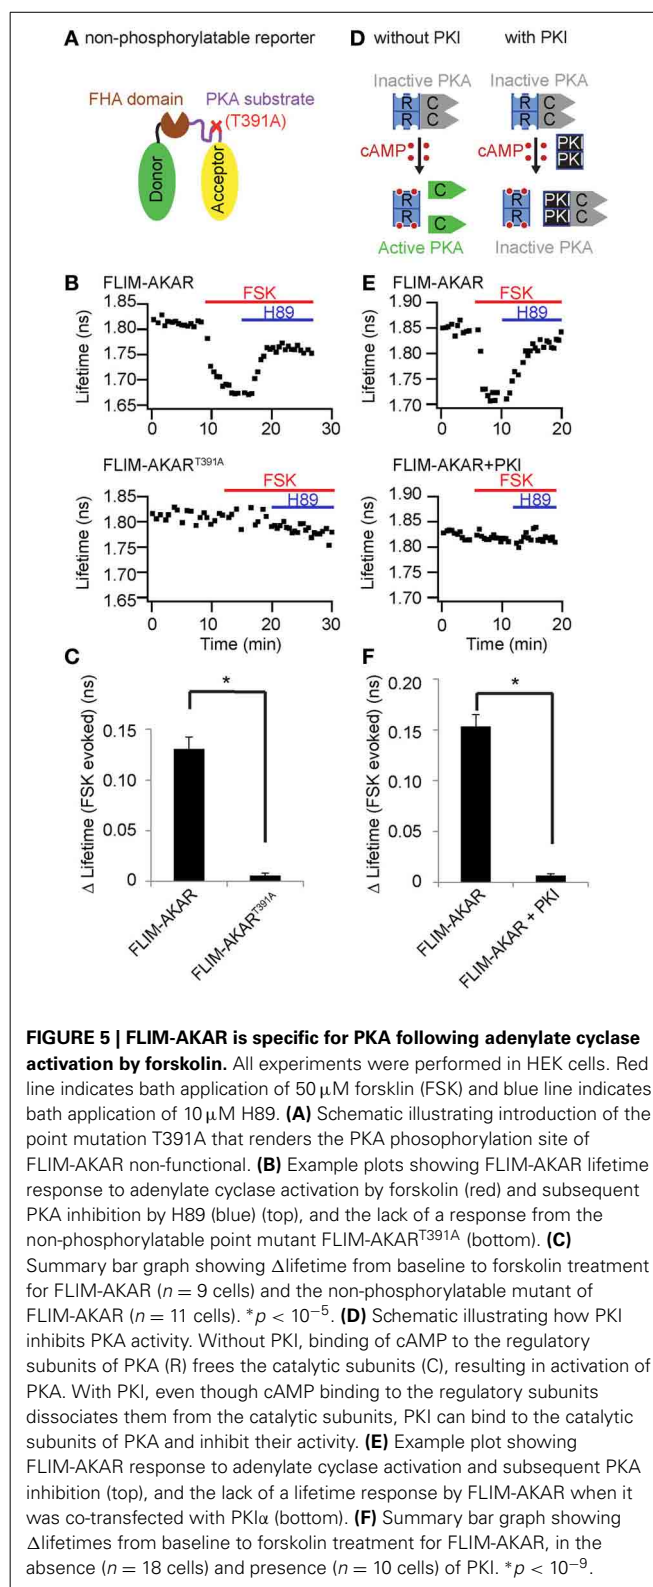 A non-phosphorylatable reporter
FHA domain
PKA substrate
(T391A)
Donor
Acceptor
D without PKI with PKI
Inactive PKA Inactive PKA
R C R C
R C R C
cAMP cAMP PKI
PKI
R C R PKI C
R C R PKI C
Active PKA Inactive PKA
B FLIM-AKAR
FSK
H89
Lifetime (ns)
1.85
1.80
1.75
1.70
1.65
0 10 20 30
FLIM-AKAR^T391A
FSK
H89
Lifetime (ns)
1.85
1.80
1.75
1.70
1.65
0 10 20 30
Time (min)
E FLIM-AKAR
FSK
H89
Lifetime (ns)
1.90
1.85
1.80
1.75
1.70
0 10 20
FLIM-AKAR+PKI
FSK
H89
Lifetime (ns)
1.90
1.85
1.80
1.75
1.70
0 10 20
Time (min)
C
Δ Lifetime (FSK evoked) (ns)
0.15
0.10
0.05
0
*
FLIM-AKAR
FLIM-AKAR^T391A
F
Δ Lifetime (FSK evoked) (ns)
0.20
0.15
0.10
0.05
0
*
FLIM-AKAR
FLIM-AKAR + PKI
FIGURE 5 | FLIM-AKAR is specific for PKA following adenylate cyclase
activation by forskolin. All experiments were performed in HEK cells. Red
line indicates bath application of 50 μM forsklin (FSK) and blue line indicates
bath application of 10 μM H89. (A) Schematic illustrating introduction of the
point mutation T391A that renders the PKA phosophorylation site of
FLIM-AKAR non-functional. (B) Example plots showing FLIM-AKAR lifetime
response to adenylate cyclase activation by forskolin (red) and subsequent
PKA inhibition by H89 (blue) (top), and the lack of a response from the
non-phosphorylatable point mutant FLIM-AKAR^T391A (bottom). (C)
Summary bar graph showing Δlifetime from baseline to forskolin treatment
for FLIM-AKAR (n = 9 cells) and the non-phosphorylatable mutant of
FLIM-AKAR (n = 11 cells). *p < 10^−5. (D) Schematic illustrating how PKI
inhibits PKA activity. Without PKI, binding of cAMP to the regulatory
subunits of PKA (R) frees the catalytic subunits (C), resulting in activation of
PKA. With PKI, even though cAMP binding to the regulatory subunits
dissociates them from the catalytic subunits, PKI can bind to the catalytic
subunits of PKA and inhibit their activity. (E) Example plot showing
FLIM-AKAR response to adenylate cyclase activation and subsequent PKA
inhibition (top), and the lack of a lifetime response by FLIM-AKAR when it
was co-transfected with PKIα (bottom). (F) Summary bar graph showing
Δlifetimes from baseline to forskolin treatment for FLIM-AKAR, in the
absence (n = 18 cells) and presence (n = 10 cells) of PKI. *p < 10^−9.